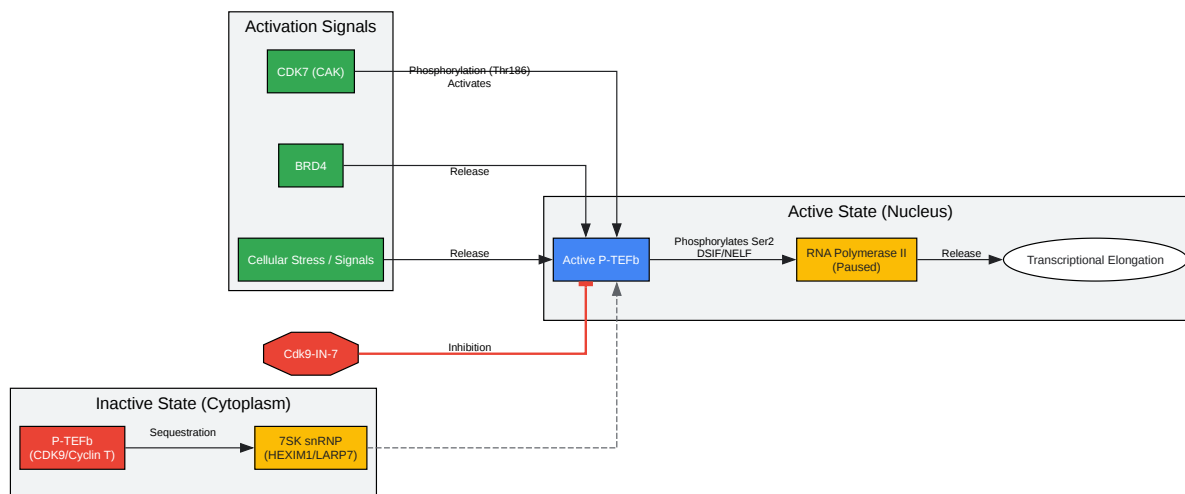 Activation Signals
CDK7 (CAK)
Phosphorylation (Thr186)
Activates
BRD4
Release
Cellular Stress / Signals
Release
Active State (Nucleus)
Active P-TEFb
Phosphorylates Ser2
DSIF/NELF
RNA Polymerase II
(Paused)
Release
Transcriptional Elongation
Cdk9-IN-7
Inhibition
Inactive State (Cytoplasm)
P-TEFb
(CDK9/Cyclin T)
Sequestration
7SK snRNP
(HEXIM1/LARP7)